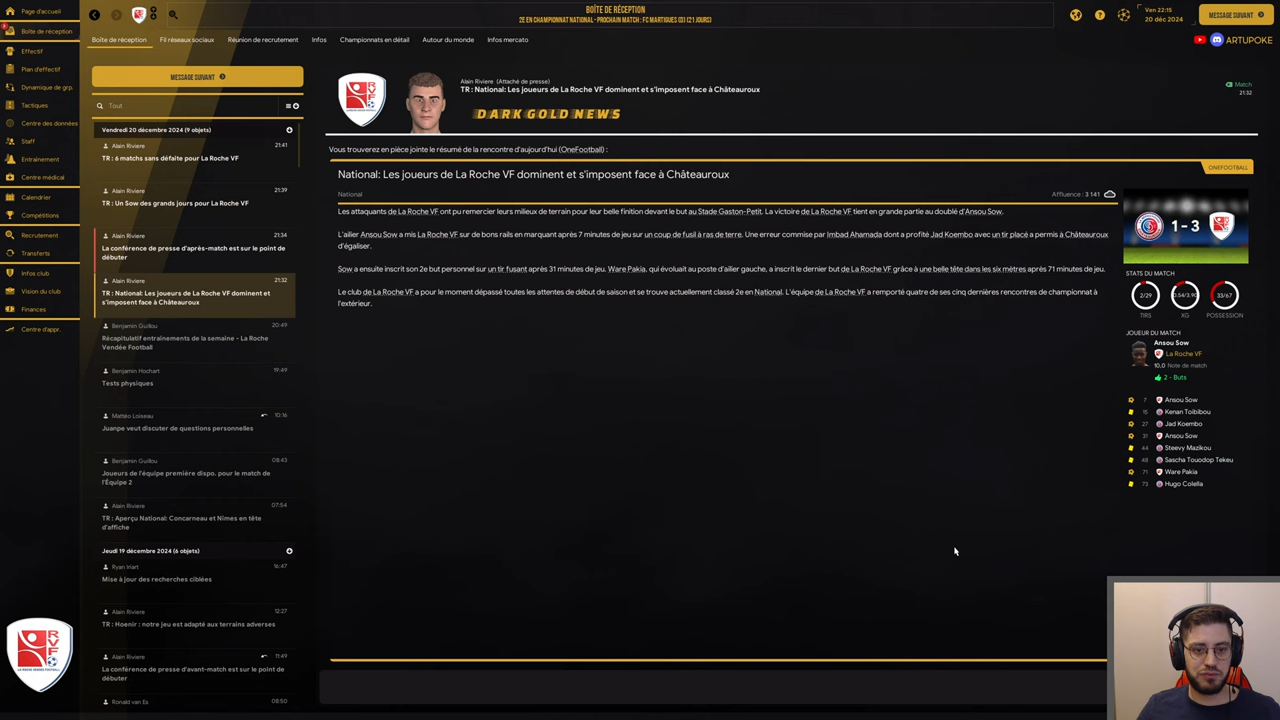 BOÎTE DE RÉCEPTION
2E EN CHAMPIONNAT NATIONAL - PROCHAIN MATCH : FC MARTIGUES (D) (21 JOURS)
Ven 22:15
20 déc 2024
MESSAGE SUIVANT
ARTUPOKE
Page d'accueil
Boîte de réception
Effectif
Plan d'effectif
Dynamique de grp.
Tactiques
Centre des données
Staff
Entraînement
Centre médical
Calendrier
Compétitions
Recrutement
Transferts
Infos club
Vision du club
Finances
Centre d'appr.
Boîte de réception
Fil réseaux sociaux
Réunion de recrutement
Infos
Championnats en détail
Autour du monde
Infos mercato
MESSAGE SUIVANT
Tout
Vendredi 20 décembre 2024 (9 objets)
Alain Riviere 21:41
TR : 6 matchs sans défaite pour La Roche VF
Alain Riviere 21:39
TR : Un Sow des grands jours pour La Roche VF
Alain Riviere 21:34
La conférence de presse d'après-match est sur le point de
débuter
Alain Riviere 21:32
TR : National: Les joueurs de La Roche VF dominent et
s'imposent face à Châteauroux
Benjamin Guillou 20:49
Récapitulatif entraînements de la semaine - La Roche
Vendée Football
Benjamin Hochart 19:49
Tests physiques
Mattéo Loiseau 10:16
Juanpe veut discuter de questions personnelles
Benjamin Guillou 08:43
Joueurs de l'équipe première dispo. pour le match de
l'Équipe 2
Alain Riviere 07:54
TR : Aperçu National: Concarneau et Nîmes en tête
d'affiche
Jeudi 19 décembre 2024 (6 objets)
Ryan Iriart 16:47
Mise à jour des recherches ciblées
Alain Riviere 12:27
TR : Hoenir : notre jeu est adapté aux terrains adverses
Alain Riviere 11:49
La conférence de presse d'avant-match est sur le point de
débuter
Ronald van Es 08:50
Alain Riviere (Attaché de presse)
TR : National: Les joueurs de La Roche VF dominent et s'imposent face à Châteauroux
DARK GOLD NEWS
Match
21:32
Vous trouverez en pièce jointe le résumé de la rencontre d'aujourd'hui (OneFootball) :
ONEFOOTBALL
National: Les joueurs de La Roche VF dominent et s'imposent face à Châteauroux
National
Affluence : 3 141
Les attaquants de La Roche VF ont pu remercier leurs milieux de terrain pour leur belle finition devant le but au Stade Gaston-Petit. La victoire de La Roche VF tient en grande partie au doublé d'Ansou Sow.
L'ailier Ansou Sow a mis La Roche VF sur de bons rails en marquant après 7 minutes de jeu sur un coup de fusil à ras de terre. Une erreur commise par Imbad Ahamada dont a profité Jad Koembo avec un tir placé a permis à Châteauroux
d'égaliser.
Sow a ensuite inscrit son 2e but personnel sur un tir fusant après 31 minutes de jeu. Ware Pakia, qui évoluait au poste d'ailier gauche, a inscrit le dernier but de La Roche VF grâce à une belle tête dans les six mètres après 71 minutes de jeu.
Le club de La Roche VF a pour le moment dépassé toutes les attentes de début de saison et se trouve actuellement classé 2e en National. L'équipe de La Roche VF a remporté quatre de ses cinq dernières rencontres de championnat à
l'extérieur.
1 - 3
STATS DU MATCH
2/29
0.54/3.90
33/67
TIRS
XG
POSSESSION
JOUEUR DU MATCH
Ansou Sow
La Roche VF
10.0 Note de match
2 - Buts
7 Ansou Sow
15 Kenan Toibibou
27 Jad Koembo
31 Ansou Sow
44 Steevy Mazikou
48 Sascha Touodop Tekeu
71 Ware Pakia
73 Hugo Colella